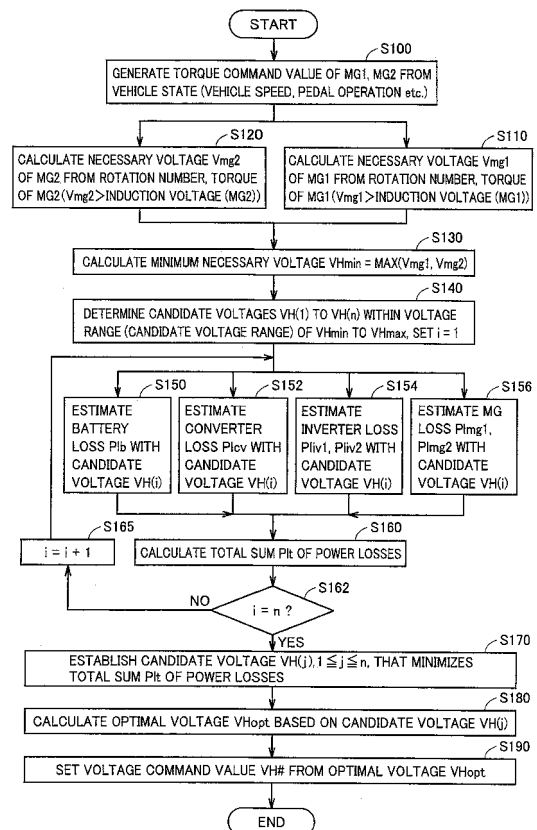 START
S100
GENERATE TORQUE COMMAND VALUE OF MG1, MG2 FROM
VEHICLE STATE (VEHICLE SPEED, PEDAL OPERATION etc.)
S120
CALCULATE NECESSARY VOLTAGE Vmg2
OF MG2 FROM ROTATION NUMBER, TORQUE
OF MG2(Vmg2>INDUCTION VOLTAGE (MG2))
S110
CALCULATE NECESSARY VOLTAGE Vmg1
OF MG1 FROM ROTATION NUMBER, TORQUE
OF MG1(Vmg1>INDUCTION VOLTAGE (MG1))
S130
CALCULATE MINIMUM NECESSARY VOLTAGE VHmin = MAX(Vmg1, Vmg2)
S140
DETERMINE CANDIDATE VOLTAGES VH(1) TO VH(n) WITHIN VOLTAGE
RANGE (CANDIDATE VOLTAGE RANGE) OF VHmin TO VHmax, SET i = 1
S150
ESTIMATE
BATTERY
LOSS Plb WITH
CANDIDATE
VOLTAGE VH(i)
S152
ESTIMATE
CONVERTER
LOSS Plcv WITH
CANDIDATE
VOLTAGE VH(i)
S154
ESTIMATE
INVERTER LOSS
Pliv1, Pliv2 WITH
CANDIDATE
VOLTAGE VH(i)
S156
ESTIMATE MG
LOSS Plmg1,
Plmg2 WITH
CANDIDATE
VOLTAGE VH(i)
S165
i = i + 1
S160
CALCULATE TOTAL SUM Plt OF POWER LOSSES
S162
i = n ?
NO
YES
S170
ESTABLISH CANDIDATE VOLTAGE VH(j), 1≦j≦n, THAT MINIMIZES
TOTAL SUM Plt OF POWER LOSSES
S180
CALCULATE OPTIMAL VOLTAGE VHopt BASED ON CANDIDATE VOLTAGE VH(j)
S190
SET VOLTAGE COMMAND VALUE VH# FROM OPTIMAL VOLTAGE VHopt
END